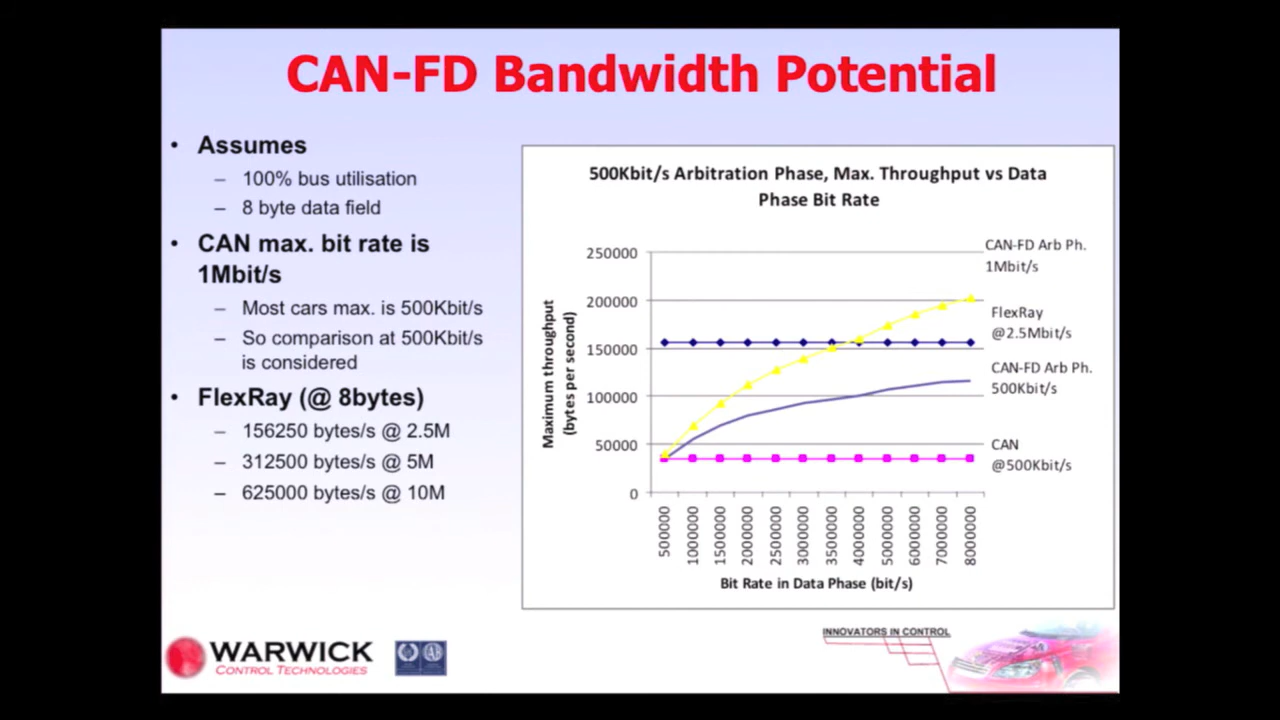 CAN-FD Bandwidth Potential
• Assumes
– 100% bus utilisation
– 8 byte data field
• CAN max. bit rate is
1Mbit/s
– Most cars max. is 500Kbit/s
– So comparison at 500Kbit/s
is considered
• FlexRay (@ 8bytes)
– 156250 bytes/s @ 2.5M
– 312500 bytes/s @ 5M
– 625000 bytes/s @ 10M
500Kbit/s Arbitration Phase, Max. Throughput vs Data
Phase Bit Rate
Maximum throughput
(bytes per second)
250000
200000
150000
100000
50000
0
CAN-FD Arb Ph.
1Mbit/s
FlexRay
@2.5Mbit/s
CAN-FD Arb Ph.
500Kbit/s
CAN
@500Kbit/s
500000
1000000
1500000
2000000
2500000
3000000
3500000
4000000
5000000
6000000
7000000
8000000
Bit Rate in Data Phase (bit/s)
WARWICK
CONTROL TECHNOLOGIES
INNOVATORS IN CONTROL